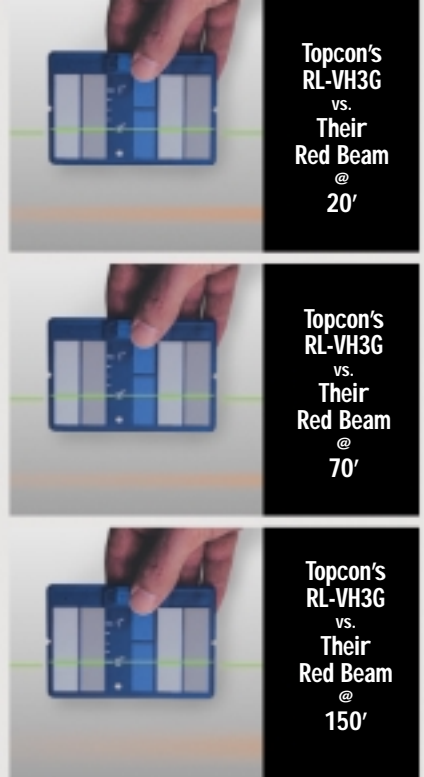 Topcon's
RL-VH3G
vs.
Their
Red Beam
@
20'
Topcon's
RL-VH3G
vs.
Their
Red Beam
@
70'
Topcon's
RL-VH3G
vs.
Their
Red Beam
@
150'